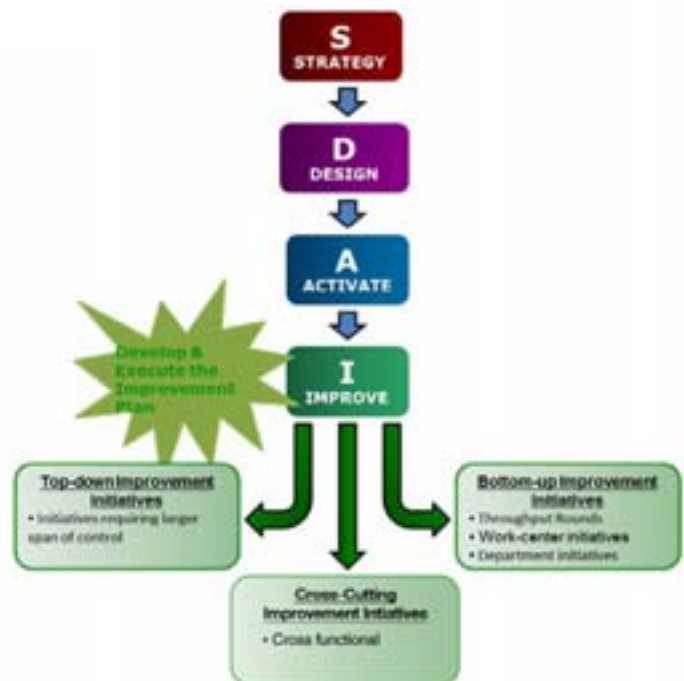 S
STRATEGY
D
DESIGN
A
ACTIVATE
I
IMPROVE
Develop &
Execute the
Improvement
Plan
Top-down Improvement
Initiatives
• Initiatives requiring larger
span of control
Bottom-up Improvement
Initiatives
• Throughput Rounds
• Work-center initiatives
• Department initiatives
Cross-Cutting
Improvement Intiatives
• Cross functional